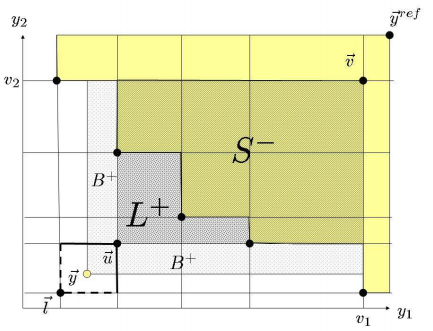 y₂
y⃗ ʳᵉᶠ
v₂
v⃗
S⁻
B⁺
L⁺
u⃗
B⁺
y⃗
l⃗
v₁
y₁